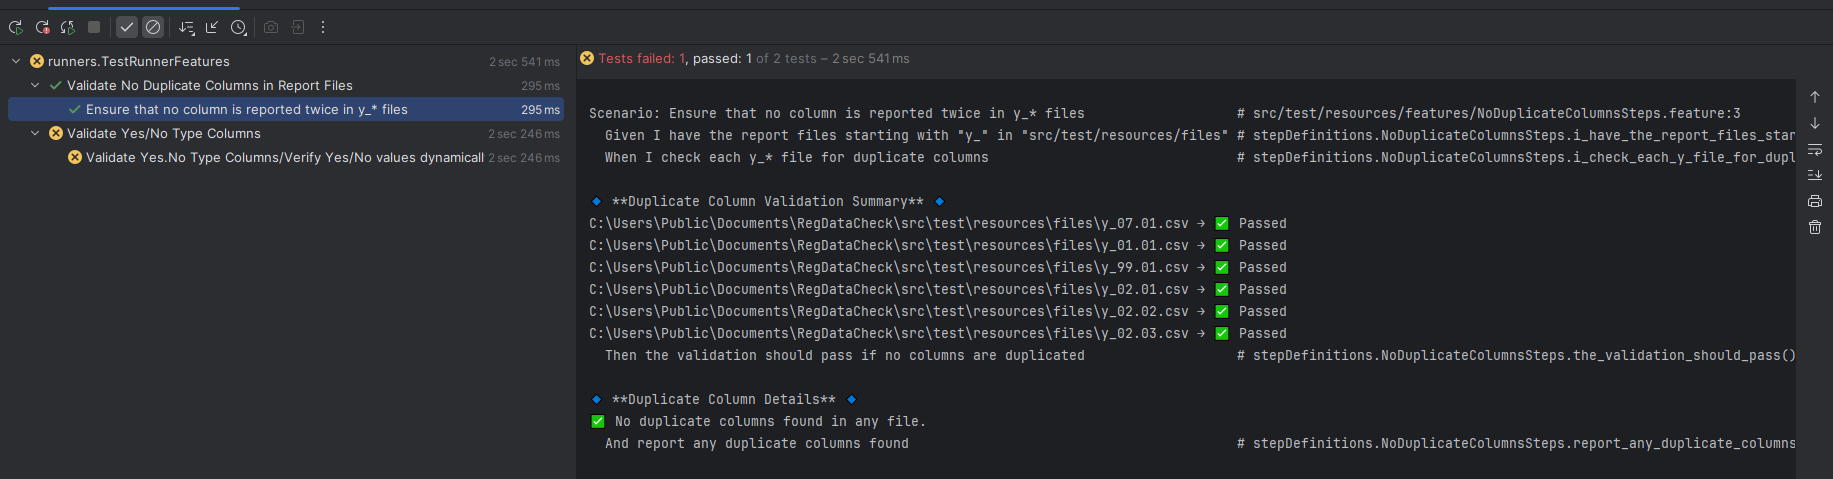 runners.TestRunnerFeatures 2 sec 541 ms
Validate No Duplicate Columns in Report Files 295 ms
Ensure that no column is reported twice in y_* files 295 ms
Validate Yes/No Type Columns 2 sec 246 ms
Validate Yes.No Type Columns/Verify Yes/No values dynamicall 2 sec 246 ms
Tests failed: 1, passed: 1 of 2 tests – 2 sec 541 ms
Scenario: Ensure that no column is reported twice in y_* files # src/test/resources/features/NoDuplicateColumnsSteps.feature:3
Given I have the report files starting with "y_" in "src/test/resources/files" # stepDefinitions.NoDuplicateColumnsSteps.i_have_the_report_files_star
When I check each y_* file for duplicate columns # stepDefinitions.NoDuplicateColumnsSteps.i_check_each_y_file_for_dupl
🔹 **Duplicate Column Validation Summary** 🔹
C:\Users\Public\Documents\RegDataCheck\src\test\resources\files\y_07.01.csv → ✅ Passed
C:\Users\Public\Documents\RegDataCheck\src\test\resources\files\y_01.01.csv → ✅ Passed
C:\Users\Public\Documents\RegDataCheck\src\test\resources\files\y_99.01.csv → ✅ Passed
C:\Users\Public\Documents\RegDataCheck\src\test\resources\files\y_02.01.csv → ✅ Passed
C:\Users\Public\Documents\RegDataCheck\src\test\resources\files\y_02.02.csv → ✅ Passed
C:\Users\Public\Documents\RegDataCheck\src\test\resources\files\y_02.03.csv → ✅ Passed
Then the validation should pass if no columns are duplicated # stepDefinitions.NoDuplicateColumnsSteps.the_validation_should_pass()
🔹 **Duplicate Column Details** 🔹
✅ No duplicate columns found in any file.
And report any duplicate columns found # stepDefinitions.NoDuplicateColumnsSteps.report_any_duplicate_columns